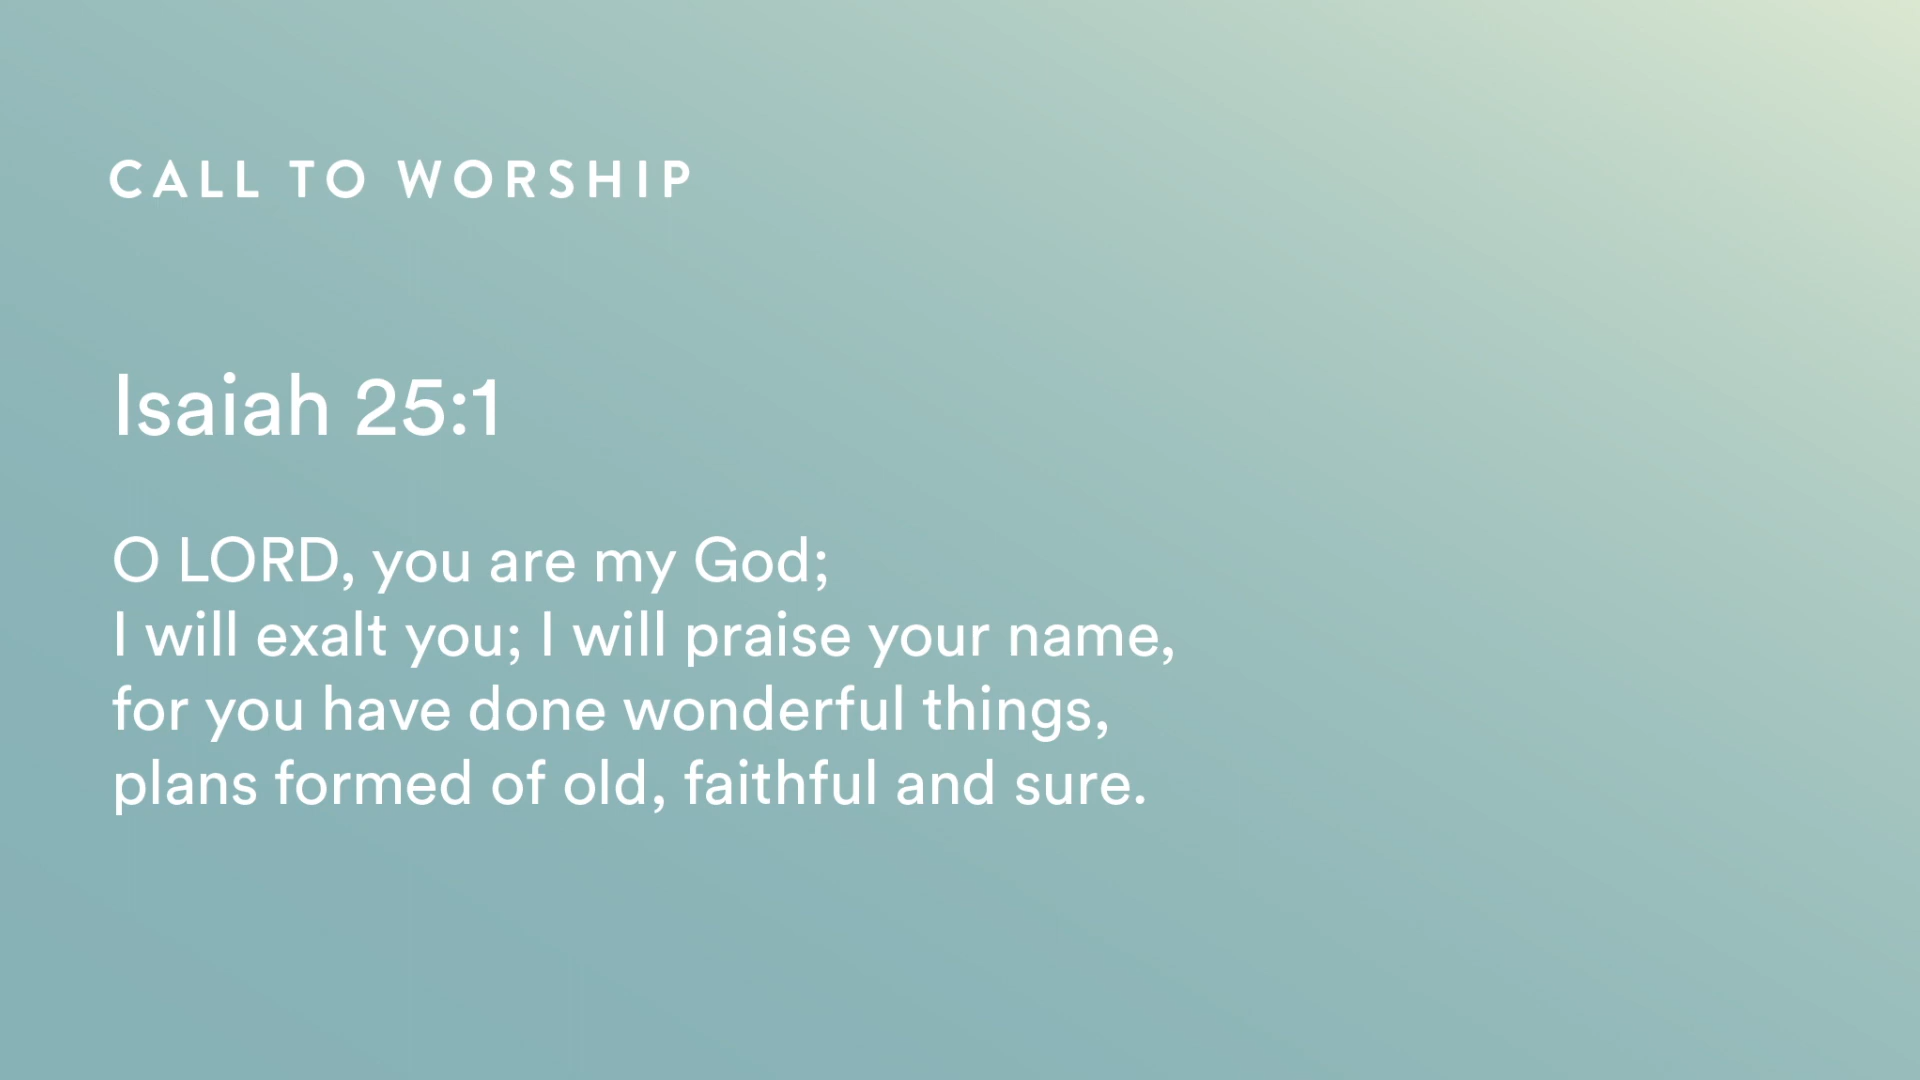 CALL TO WORSHIP
Isaiah 25:1
O LORD, you are my God;
I will exalt you; I will praise your name,
for you have done wonderful things,
plans formed of old, faithful and sure.